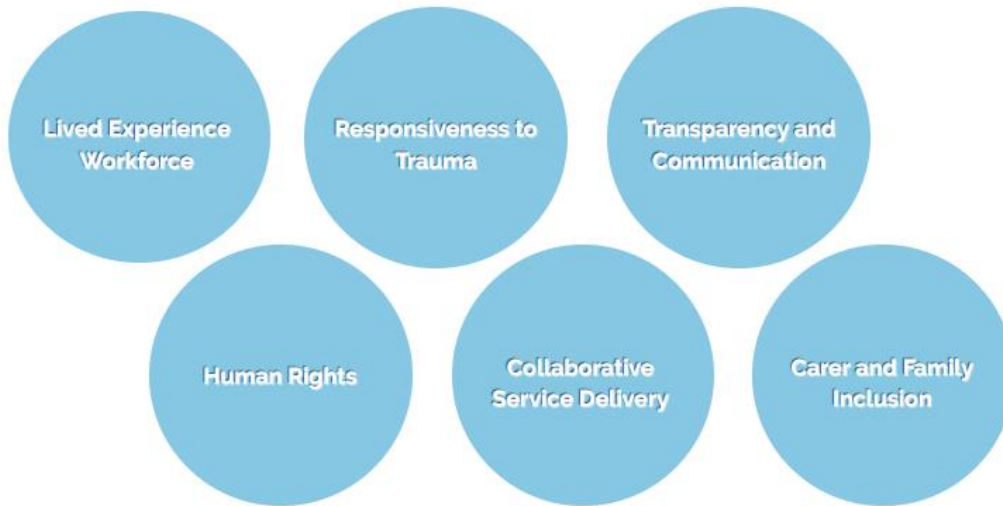 Lived Experience
Workforce
Responsiveness to
Trauma
Transparency and
Communication
Human Rights
Collaborative
Service Delivery
Carer and Family
Inclusion